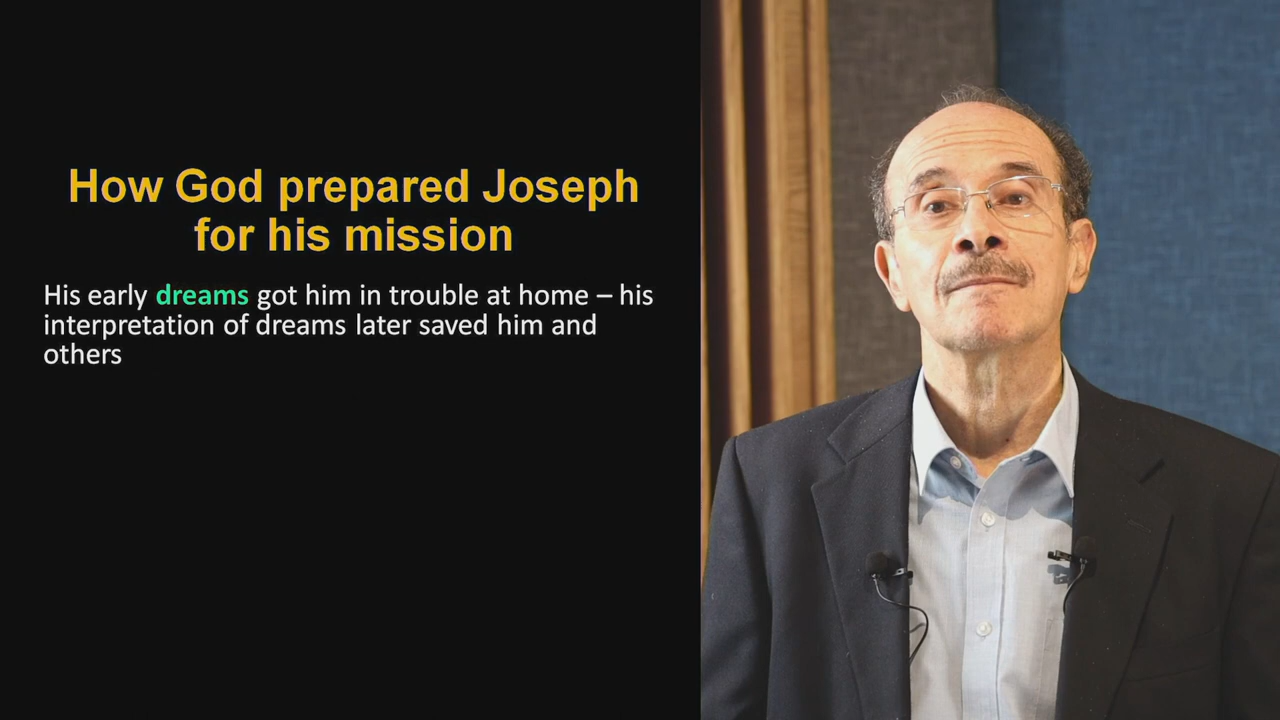 How God prepared Joseph
for his mission
His early dreams got him in trouble at home – his
interpretation of dreams later saved him and
others